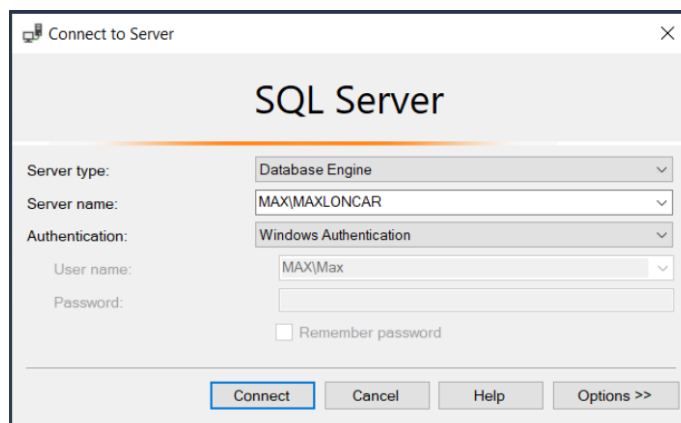 Connect to Server
SQL Server
Server type: Database Engine
Server name: MAX\MAXLONCAR
Authentication: Windows Authentication
User name: MAX\Max
Password:
Remember password
Connect Cancel Help Options >>